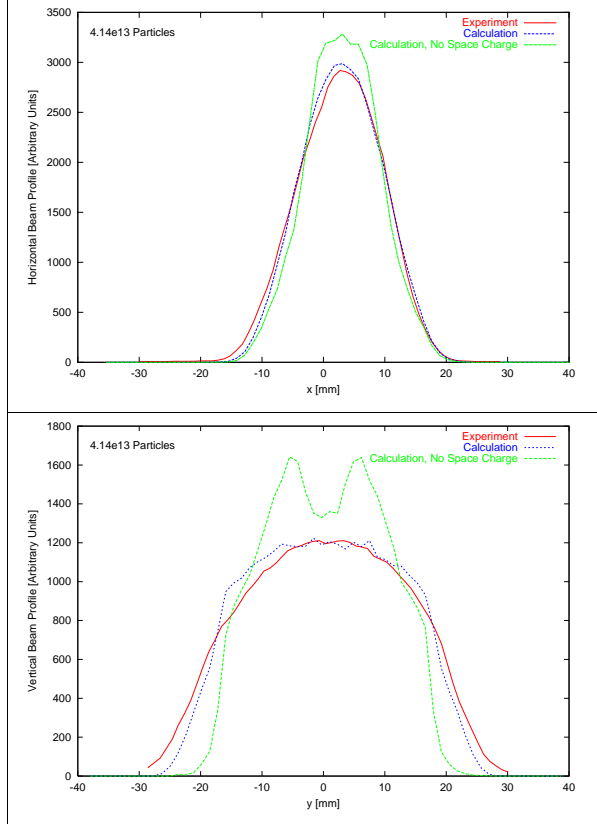 4.14e13 Particles
Experiment
Calculation
Calculation, No Space Charge
Horizontal Beam Profile [Arbitrary Units]
3500
3000
2500
2000
1500
1000
500
0
-40 -30 -20 -10 0 10 20 30 40
x [mm]
4.14e13 Particles
Experiment
Calculation
Calculation, No Space Charge
Vertical Beam Profile [Arbitrary Units]
1800
1600
1400
1200
1000
800
600
400
200
0
-40 -30 -20 -10 0 10 20 30 40
y [mm]